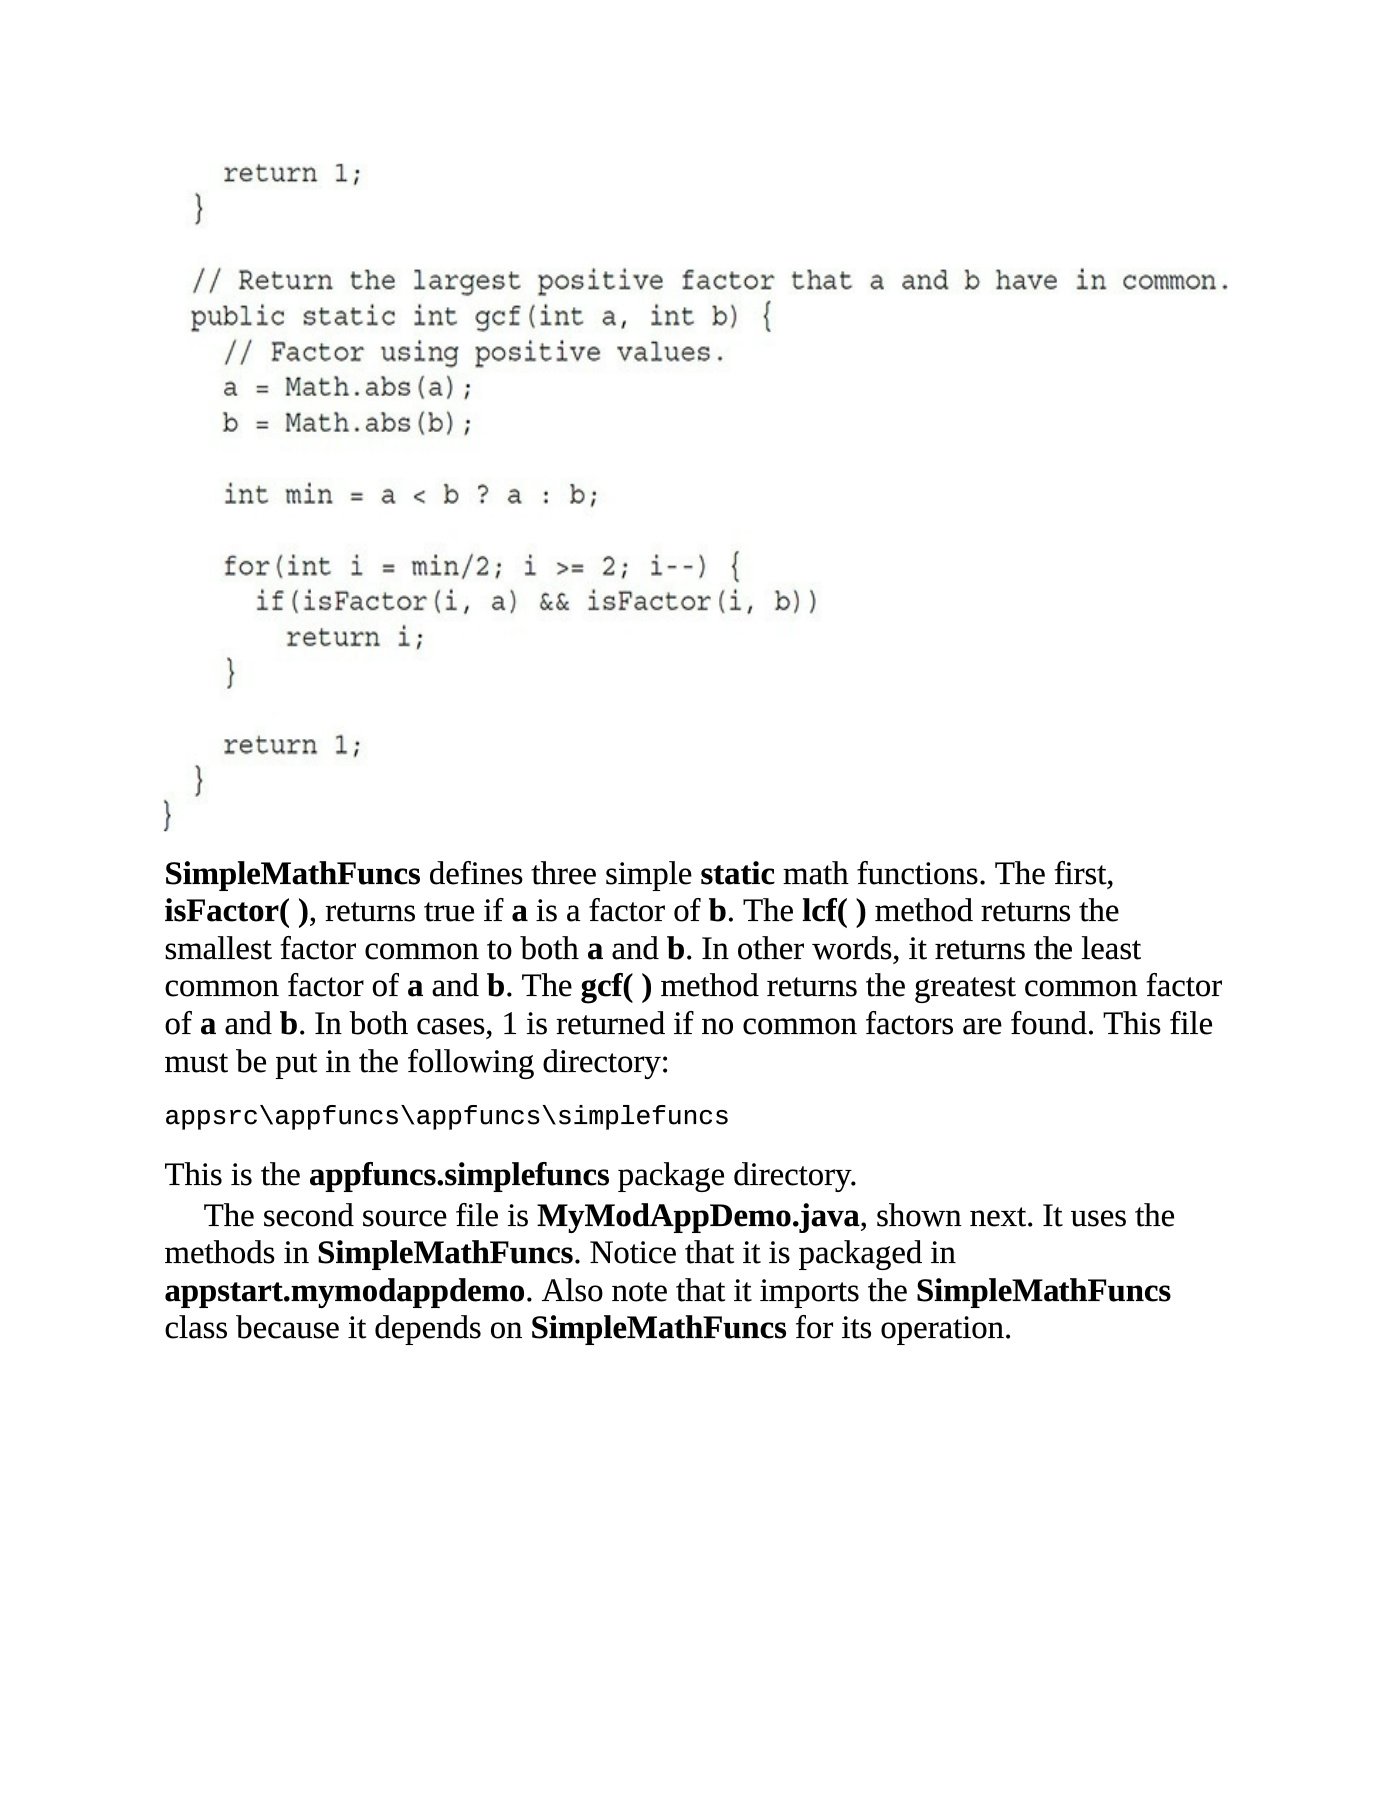 return 1;
}
// Return the largest positive factor that a and b have in common.
public static int gcf(int a, int b) {
// Factor using positive values.
a = Math.abs(a);
b = Math.abs(b);
int min = a < b ? a : b;
for(int i = min/2; i >= 2; i--) {
if(isFactor(i, a) && isFactor(i, b))
return i;
}
return 1;
}
}
SimpleMathFuncs defines three simple static math functions. The first,
isFactor( ), returns true if a is a factor of b. The lcf( ) method returns the
smallest factor common to both a and b. In other words, it returns the least
common factor of a and b. The gcf( ) method returns the greatest common factor
of a and b. In both cases, 1 is returned if no common factors are found. This file
must be put in the following directory:
appsrc\appfuncs\appfuncs\simplefuncs
This is the appfuncs.simplefuncs package directory.
The second source file is MyModAppDemo.java, shown next. It uses the
methods in SimpleMathFuncs. Notice that it is packaged in
appstart.mymodappdemo. Also note that it imports the SimpleMathFuncs
class because it depends on SimpleMathFuncs for its operation.